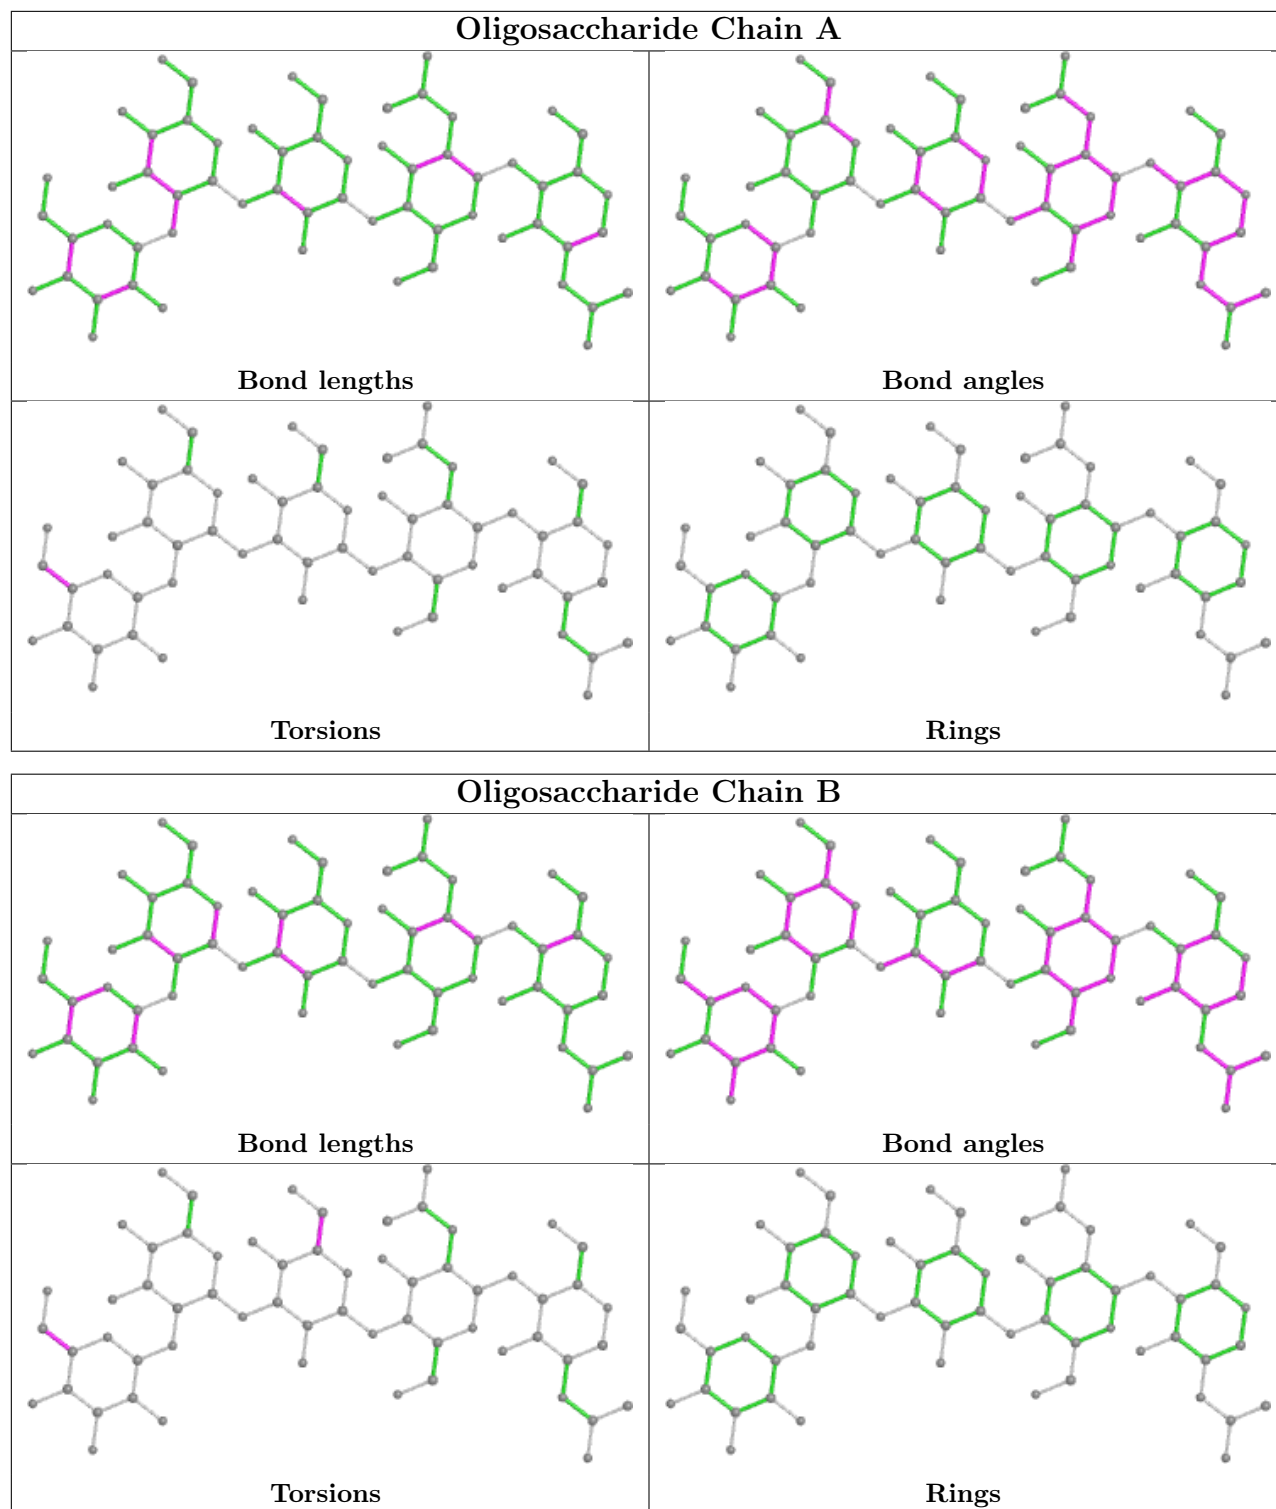 Oligosaccharide Chain A
Bond lengths
Bond angles
Torsions
Rings
Oligosaccharide Chain B
Bond lengths
Bond angles
Torsions
Rings